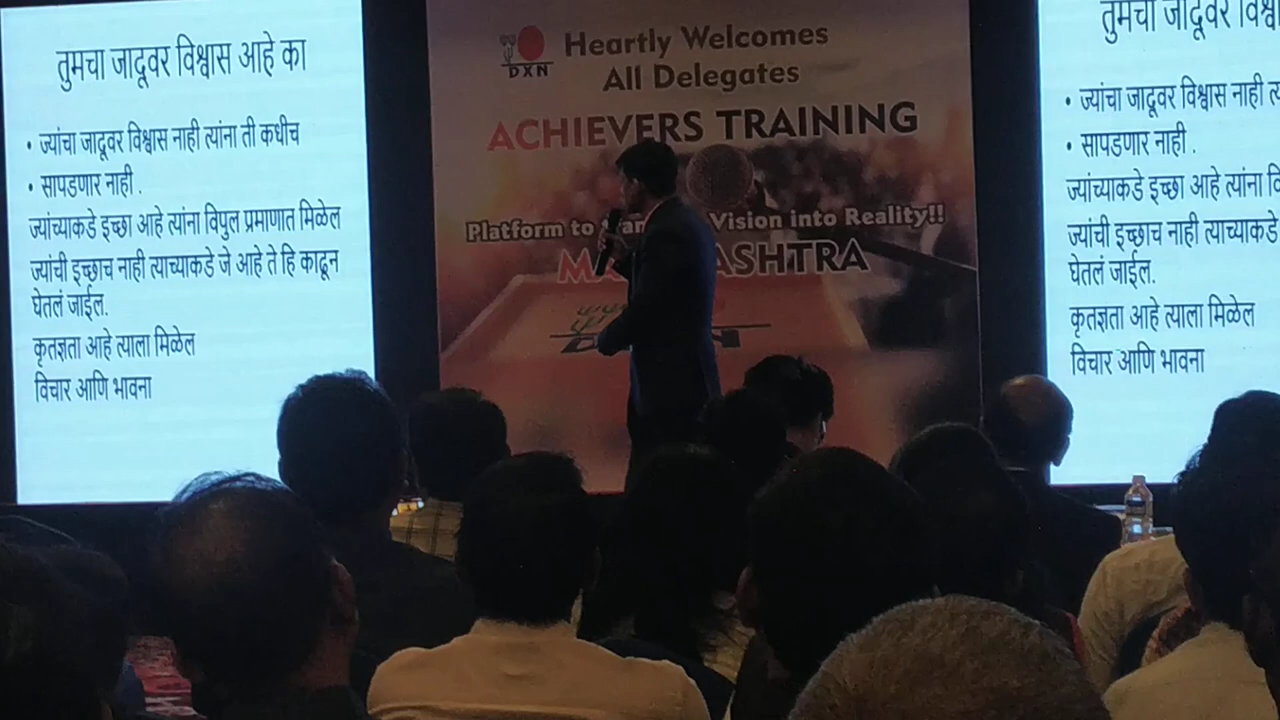 तुमचा जादूवर विश्वास आहे का
• ज्यांचा जादूवर विश्वास नाही त्यांना ती कधीच
• सापडणार नाही .
ज्यांच्याकडे इच्छा आहे त्यांना विपुल प्रमाणात मिळेल
ज्यांची इच्छाच नाही त्याच्याकडे जे आहे ते हि काढून
घेतलं जाईल.
कृतज्ञता आहे त्याला मिळेल
विचार आणि भावना
DXN
Heartly Welcomes
All Delegates
ACHIEVERS TRAINING
Platform to Vision into Reality!!
तुमचा जादूवर
• ज्यांचा जादूवर विश्वास नाही
• सापडणार नाही .
ज्यांच्याकडे इच्छा आहे त्यांना
ज्यांची इच्छाच नाही त्याच्याकडे
घेतलं जाईल.
कृतज्ञता आहे त्याला मिळेल
विचार आणि भावना